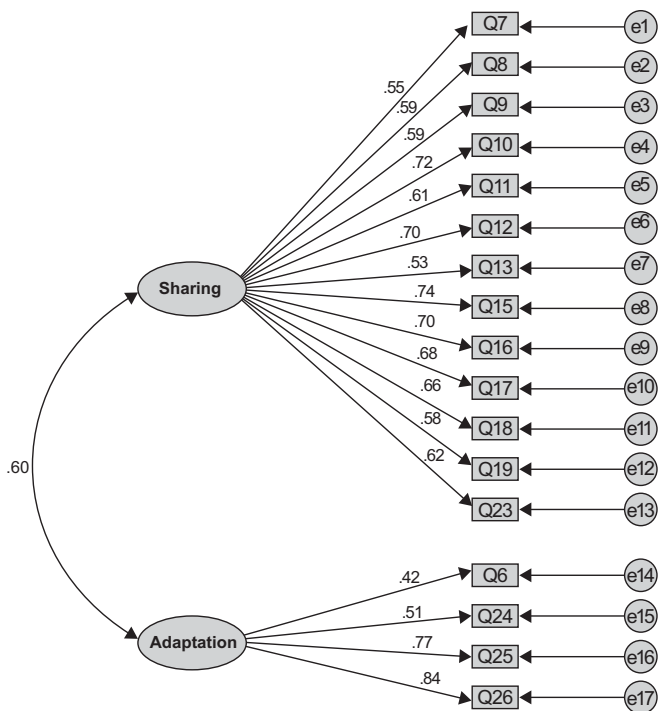 Q7 e1
Q8 e2
.55
.59 Q9 e3
.59
Q10 e4
.72
Q11 e5
.61
Q12 e6
.70
.53 Q13 e7
Sharing
.74 Q15 e8
.70
Q16 e9
.68
Q17 e10
.66
.58 Q18 e11
.62
.60
Q19 e12
Q23 e13
.42 Q6 e14
.51 Q24 e15
Adaptation
.77 Q25 e16
.84
Q26 e17